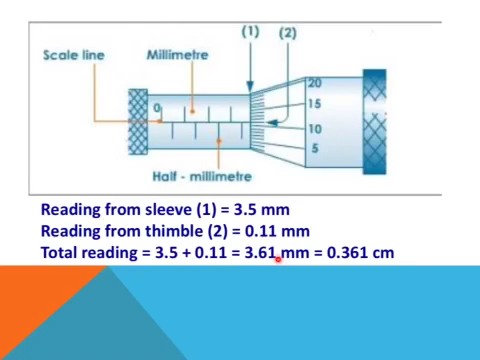 (1) (2)
Scale line Millimetre
20
15
0
10
5
Half - millimetre
Reading from sleeve (1) = 3.5 mm
Reading from thimble (2) = 0.11 mm
Total reading = 3.5 + 0.11 = 3.61 mm = 0.361 cm